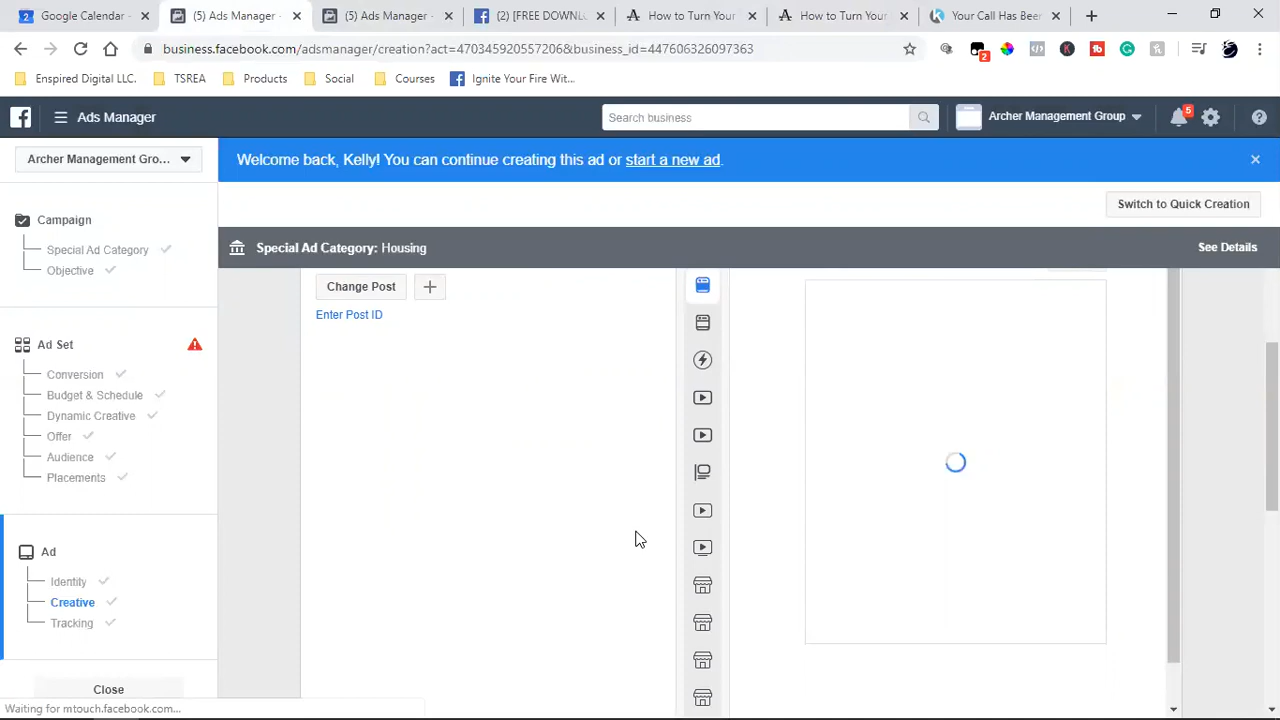 Google Calendar -
(5) Ads Manager -
(5) Ads Manager -
(2) [FREE DOWNL
How to Turn Your
How to Turn Your
Your Call Has Been
business.facebook.com/adsmanager/creation?act=470345920557206&business_id=447606326097363
2
Enspired Digital LLC.
TSREA
Products
Social
Courses
Ignite Your Fire Wit...
Ads Manager
Search business
Archer Management Group
5
Archer Management Gro...
Welcome back, Kelly! You can continue creating this ad or start a new ad.
Switch to Quick Creation
Campaign
Special Ad Category
Objective
Special Ad Category: Housing
See Details
Change Post
Enter Post ID
Ad Set
Conversion
Budget & Schedule
Dynamic Creative
Offer
Audience
Placements
Ad
Identity
Creative
Tracking
Close
Waiting for mtouch.facebook.com...